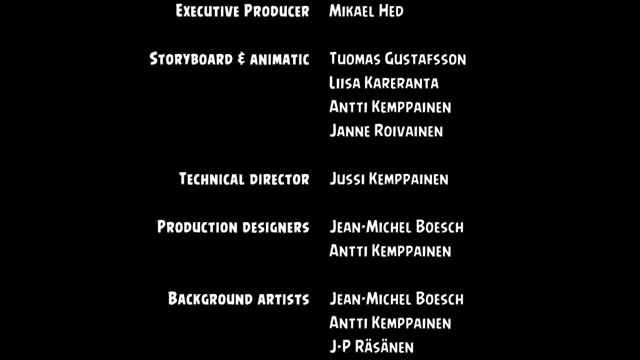 Executive Producer Mikael Hed
Storyboard & animatic Tuomas Gustafsson
Liisa Kareranta
Antti Kemppainen
Janne Roivainen
Technical director Jussi Kemppainen
Production designers Jean-Michel Boesch
Antti Kemppainen
Background artists Jean-Michel Boesch
Antti Kemppainen
J-P Räsänen